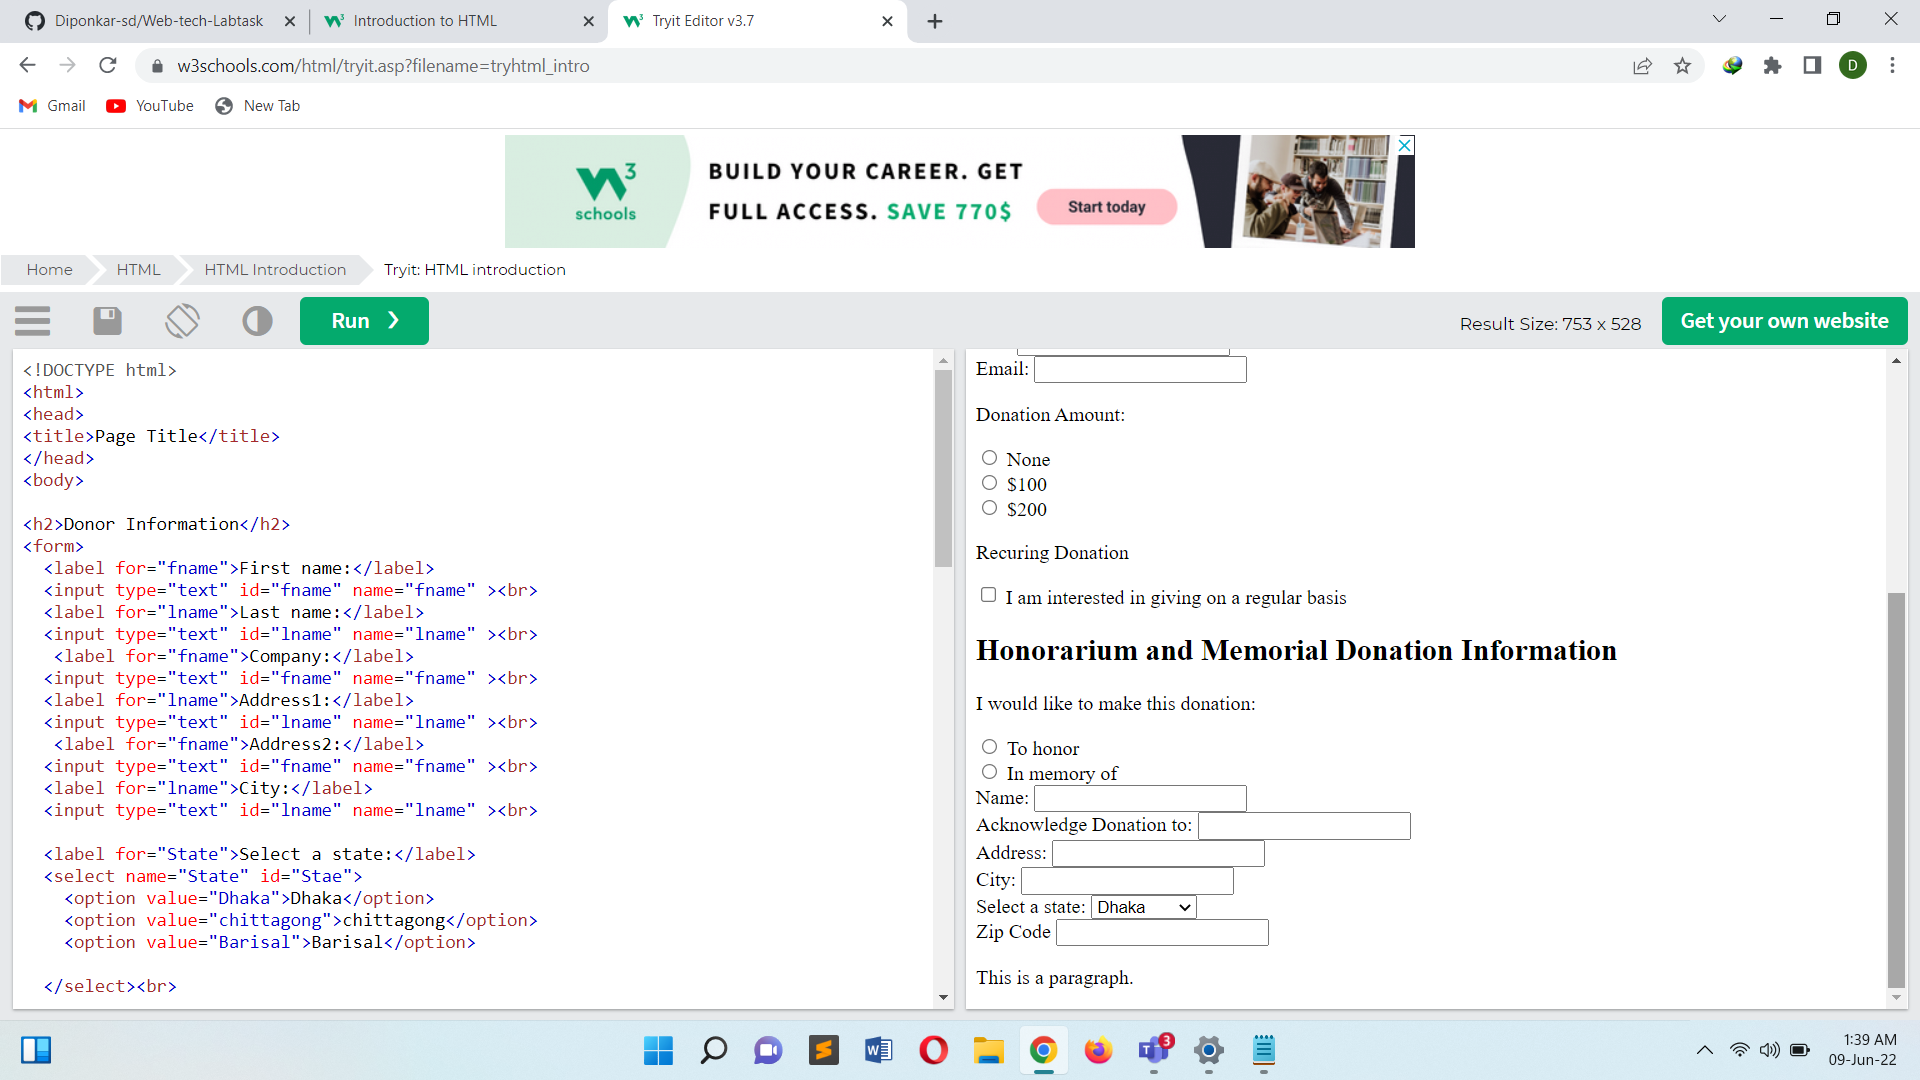 Diponkar-sd/Web-tech-Labtask
Introduction to HTML
Tryit Editor v3.7
w3schools.com/html/tryit.asp?filename=tryhtml_intro
D
Gmail
YouTube
New Tab
3
schools
BUILD YOUR CAREER. GET
FULL ACCESS. SAVE 770$
Start today
Home
HTML
HTML Introduction
Tryit: HTML introduction
Run ❯
Result Size: 753 x 528
Get your own website
<!DOCTYPE html>
<html>
<head>
<title>Page Title</title>
</head>
<body>
<h2>Donor Information</h2>
<form>
<label for="fname">First name:</label>
<input type="text" id="fname" name="fname" ><br>
<label for="lname">Last name:</label>
<input type="text" id="lname" name="lname" ><br>
<label for="fname">Company:</label>
<input type="text" id="fname" name="fname" ><br>
<label for="lname">Address1:</label>
<input type="text" id="lname" name="lname" ><br>
<label for="fname">Address2:</label>
<input type="text" id="fname" name="fname" ><br>
<label for="lname">City:</label>
<input type="text" id="lname" name="lname" ><br>
<label for="State">Select a state:</label>
<select name="State" id="Stae">
<option value="Dhaka">Dhaka</option>
<option value="chittagong">chittagong</option>
<option value="Barisal">Barisal</option>
</select><br>
Email:
Donation Amount:
None
$100
$200
Recuring Donation
I am interested in giving on a regular basis
Honorarium and Memorial Donation Information
I would like to make this donation:
To honor
In memory of
Name:
Acknowledge Donation to:
Address:
City:
Select a state: Dhaka
Zip Code
This is a paragraph.
3
1:39 AM
09-Jun-22